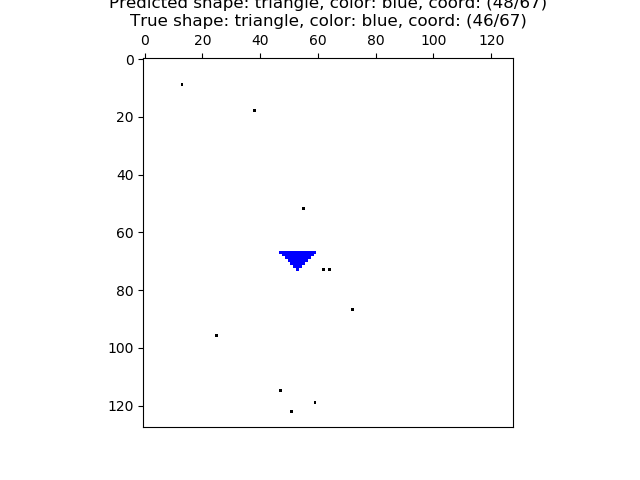 Predicted shape: triangle, color: blue, coord: (48/67)
True shape: triangle, color: blue, coord: (46/67)
0 20 40 60 80 100 120
0
20
40
60
80
100
120